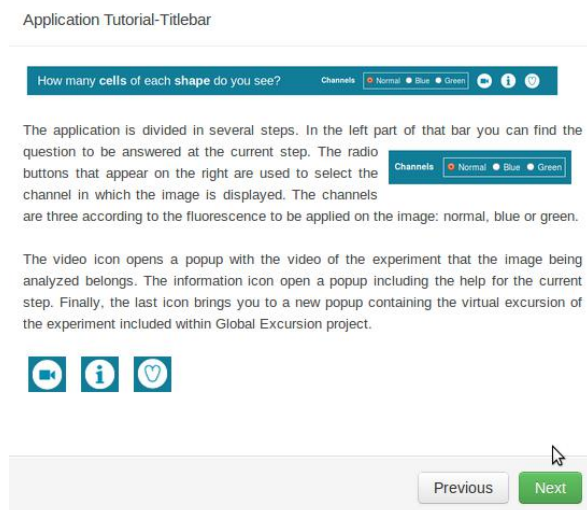 Application Tutorial-Titlebar
How many cells of each shape do you see? Channels Normal Blue Green
The application is divided in several steps. In the left part of that bar you can find the
question to be answered at the current step. The radio
buttons that appear on the right are used to select the
channel in which the image is displayed. The channels
Channels Normal Blue Green
are three according to the fluorescence to be applied on the image: normal, blue or green.
The video icon opens a popup with the video of the experiment that the image being
analyzed belongs. The information icon open a popup including the help for the current
step. Finally, the last icon brings you to a new popup containing the virtual excursion of
the experiment included within Global Excursion project.
Previous Next